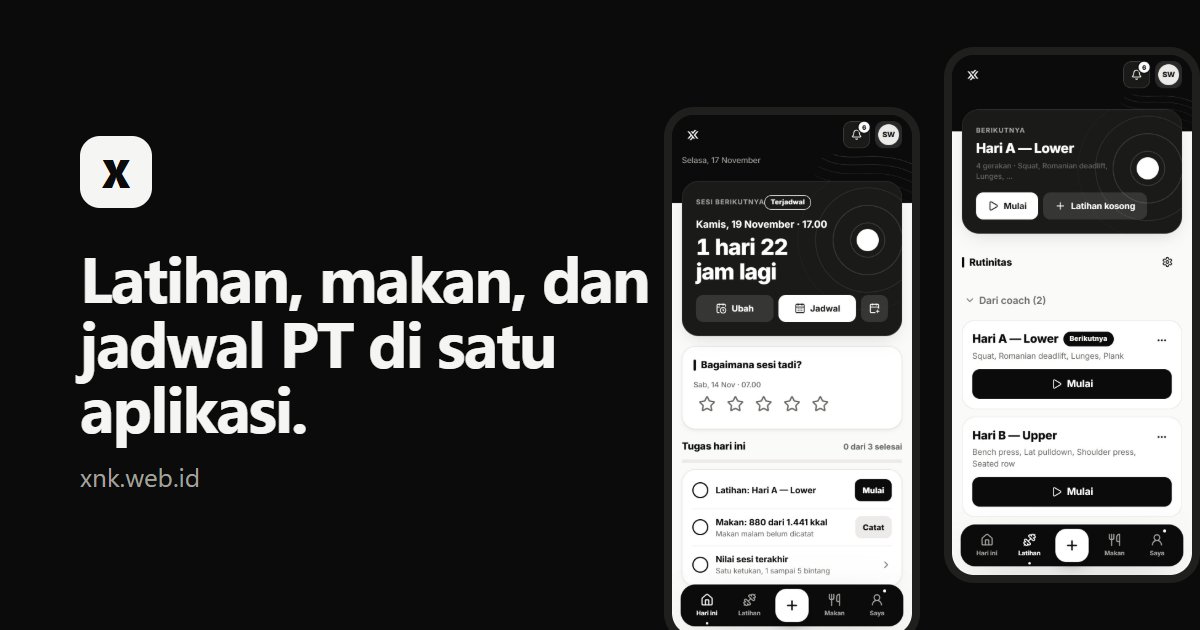 X
Latihan, makan, dan
jadwal PT di satu
aplikasi.
xnk.web.id
6
SW
Selasa, 17 November
SESI BERIKUTNYA Terjadwal
Kamis, 19 November · 17.00
1 hari 22
jam lagi
Ubah
Jadwal
Bagaimana sesi tadi?
Sab, 14 Nov · 07.00
Tugas hari ini
0 dari 3 selesai
Latihan: Hari A — Lower
Mulai
Makan: 880 dari 1.441 kkal
Makan malam belum dicatat
Catat
Nilai sesi terakhir
Satu ketukan, 1 sampai 5 bintang
Hari ini
Latihan
Makan
Saya
6
SW
BERIKUTNYA
Hari A — Lower
4 gerakan · Squat, Romanian deadlift,
Lunges, ...
Mulai
Latihan kosong
Rutinitas
Dari coach (2)
Hari A — Lower Berikutnya
Squat, Romanian deadlift, Lunges, Plank
Mulai
Hari B — Upper
Bench press, Lat pulldown, Shoulder press,
Seated row
Mulai
Hari ini
Latihan
Makan
Saya